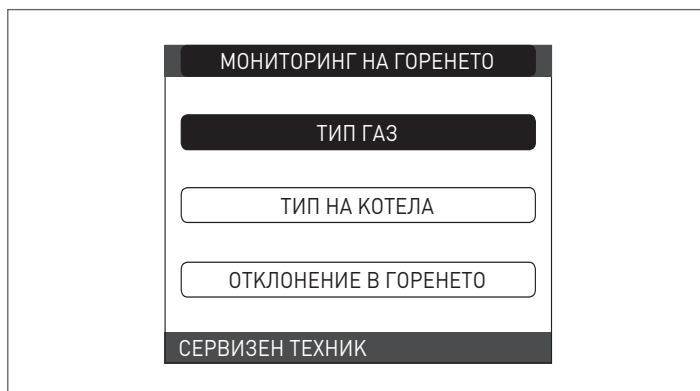 МОНИТОРИНГ НА ГОРЕНЕТО
ТИП ГАЗ
ТИП НА КОТЕЛА
ОТКЛОНЕНИЕ В ГОРЕНЕТО
СЕРВИЗЕН ТЕХНИК